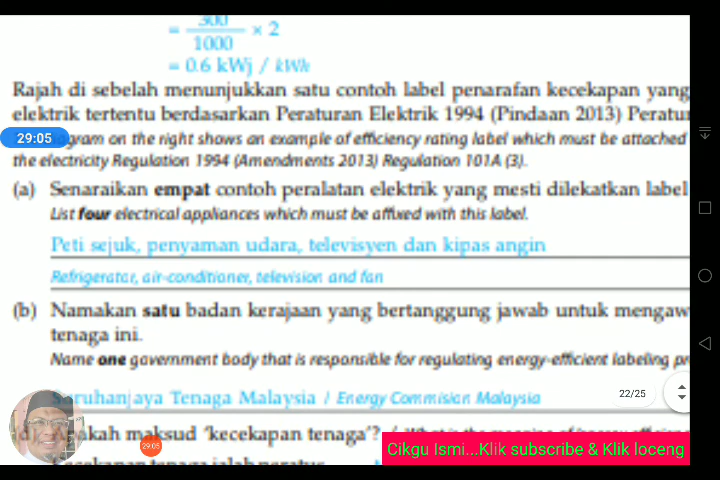 = 300 / 1000 × 2
= 0.6 kWj / kWh
Rajah di sebelah menunjukkan satu contoh label penarafan kecekapan yang
elektrik tertentu berdasarkan Peraturan Elektrik 1994 (Pindaan 2013) Peratu
29:05 gram on the right shows an example of efficiency rating label which must be attached
the electricity Regulation 1994 (Amendments 2013) Regulation 101A (3).
(a) Senaraikan empat contoh peralatan elektrik yang mesti dilekatkan label
List four electrical appliances which must be affixed with this label.
Peti sejuk, penyaman udara, televisyen dan kipas angin
Refrigerator, air-conditioner, television and fan
(b) Namakan satu badan kerajaan yang bertanggung jawab untuk mengaw
tenaga ini.
Name one government body that is responsible for regulating energy-efficient labeling pr
Suruhanjaya Tenaga Malaysia / Energy Commision Malaysia
22/25
akah maksud 'kecekapan tenaga'? /
29:05
Cikgu Ismi...Klik subscribe & Klik loceng